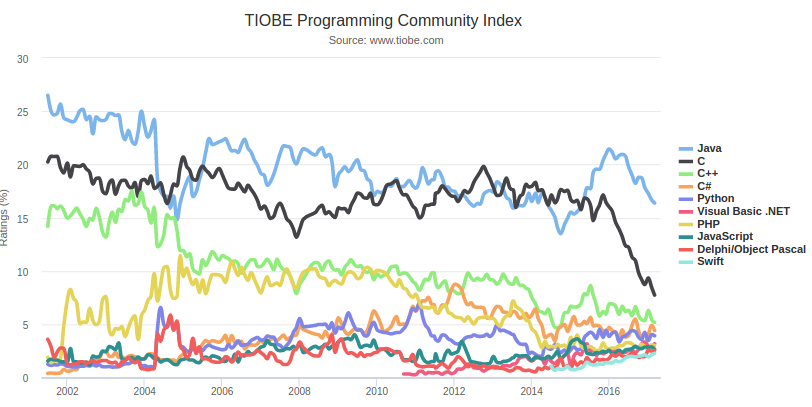 TIOBE Programming Community Index
Source: www.tiobe.com
Ratings (%)
30
25
20
15
10
5
0
2002
2004
2006
2008
2010
2012
2014
2016
Java
C
C++
C#
Python
Visual Basic .NET
PHP
JavaScript
Delphi/Object Pascal
Swift